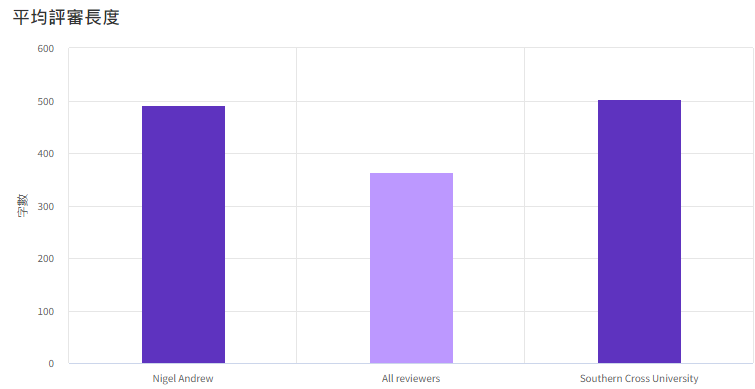 平均評審長度
600
500
400
300
200
100
0
字數
Nigel Andrew
All reviewers
Southern Cross University